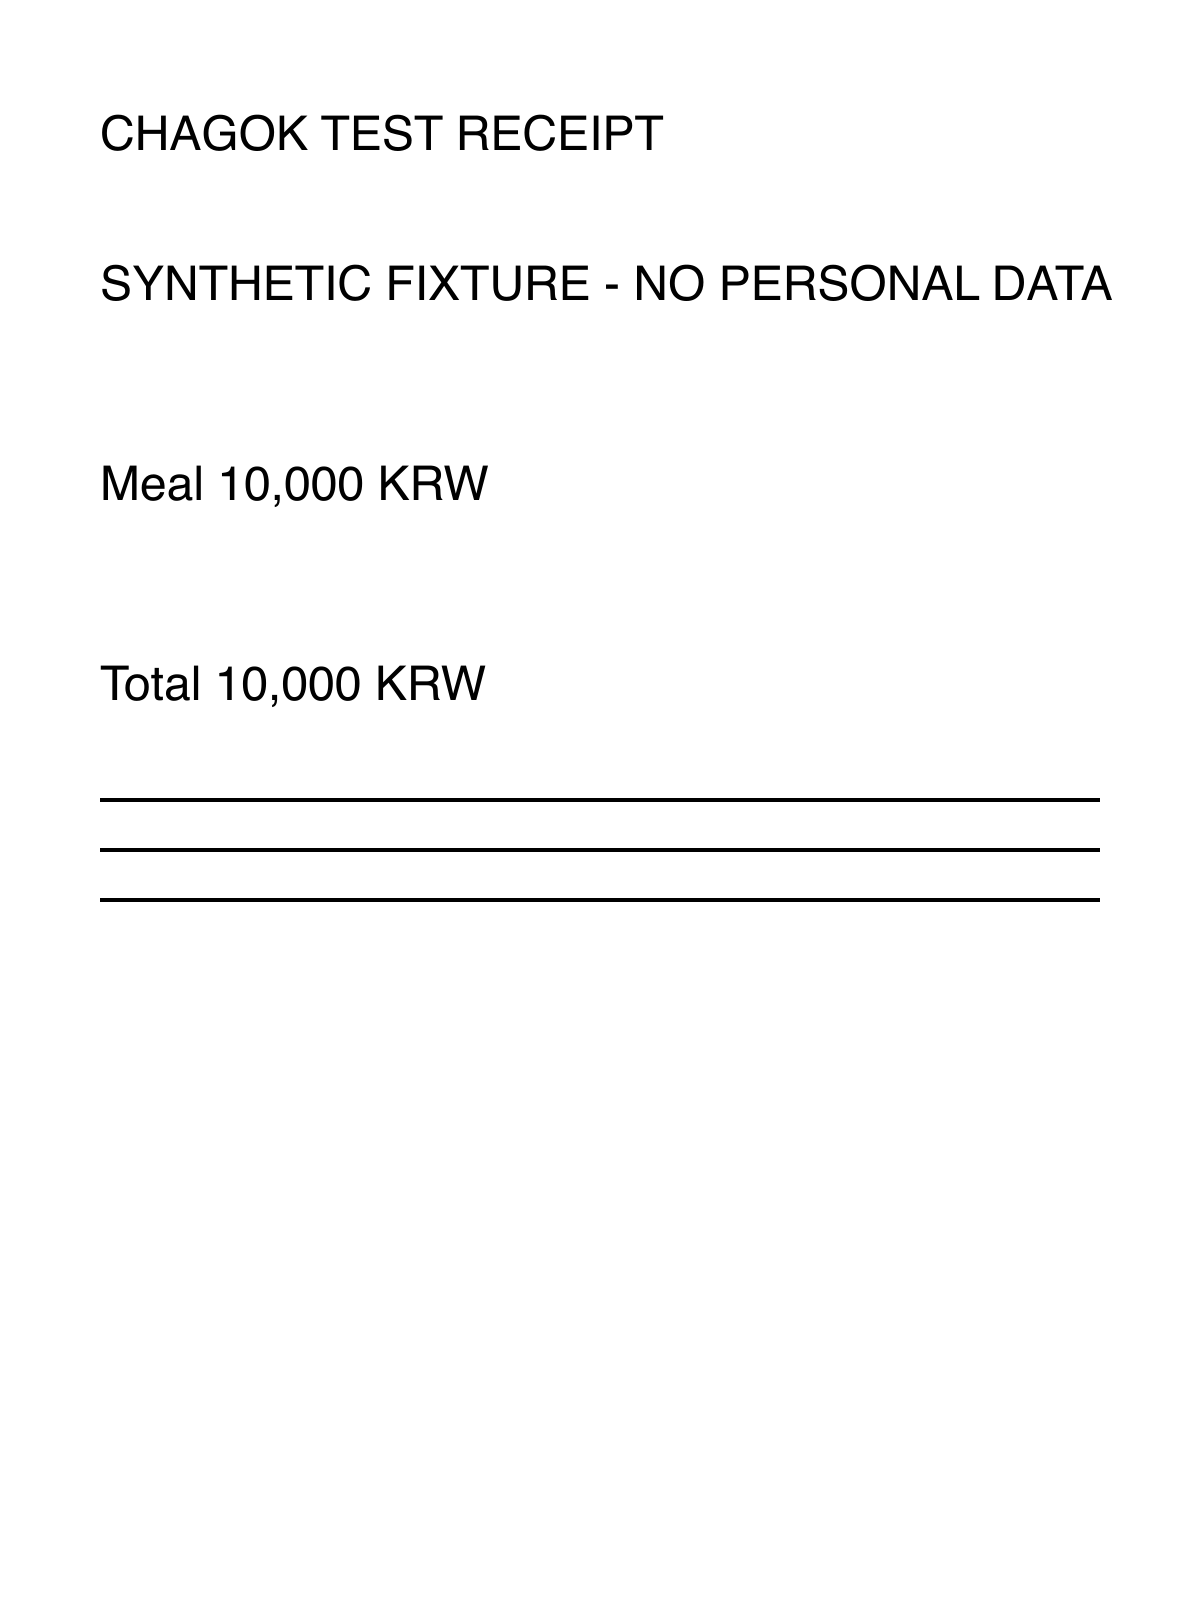 CHAGOK TEST RECEIPT
SYNTHETIC FIXTURE - NO PERSONAL DATA
Meal 10,000 KRW
Total 10,000 KRW